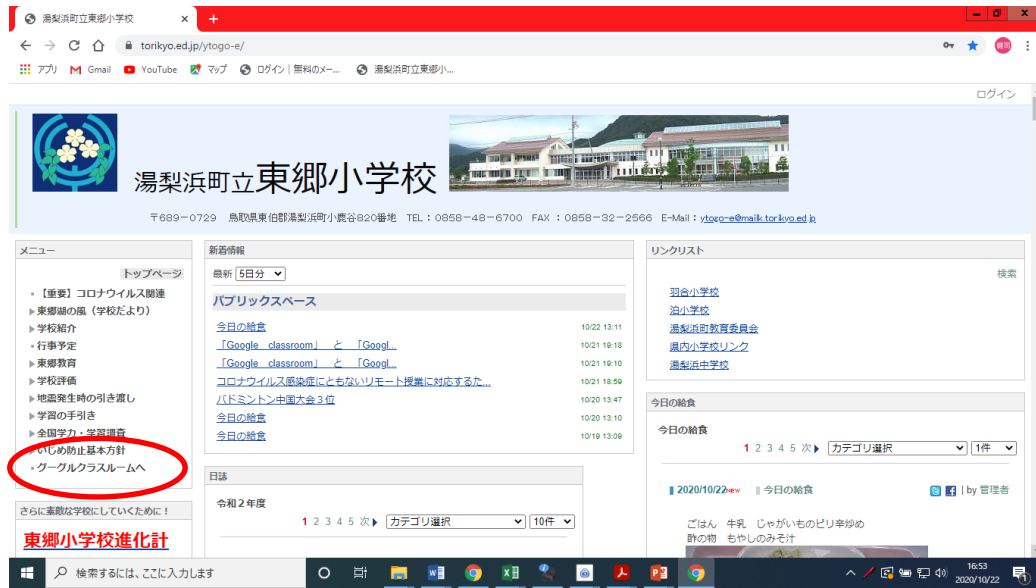 湯梨浜町立東郷小学校
torikyo.ed.jp/ytogo-e/
アプリ Gmail YouTube マップ ログイン | 無料のメー... 湯梨浜町立東郷小...
ログイン
湯梨浜町立東郷小学校
〒689-0729 鳥取県東伯郡湯梨浜町小鹿谷820番地 TEL:0858-48-6700 FAX:0858-32-2566 E-Mail:ytogo-e@mailk.torikyo.ed.jp
メニュー
トップページ
【重要】コロナウイルス関連
東郷湖の風（学校だより）
学校紹介
行事予定
東郷教育
学校評価
地震発生時の引き渡し
学習の手引き
全国学力・学習調査
いじめ防止基本方針
グーグルクラスルームへ
さらに素敵な学校にしていくために！
東郷小学校進化計
新着情報
最新 5日分
パブリックスペース
今日の給食 10/22 13:11
「Google classroom」 と 「Googl... 10/21 19:18
「Google classroom」 と 「Googl... 10/21 19:10
コロナウイルス感染症にともないリモート授業に対応するた... 10/21 18:59
バドミントン中国大会３位 10/20 13:47
今日の給食 10/20 13:10
今日の給食 10/19 13:09
日誌
令和２年度
1 2 3 4 5 次 カテゴリ選択 10件
リンクリスト
検索
羽合小学校
泊小学校
湯梨浜町教育委員会
県内小学校リンク
湯梨浜中学校
今日の給食
今日の給食
1 2 3 4 5 次 カテゴリ選択 1件
2020/10/22 NEW 今日の給食 | by 管理者
ごはん 牛乳 じゃがいものピリ辛炒め
酢の物 もやしのみそ汁
検索するには、ここに入力します
16:53
2020/10/22